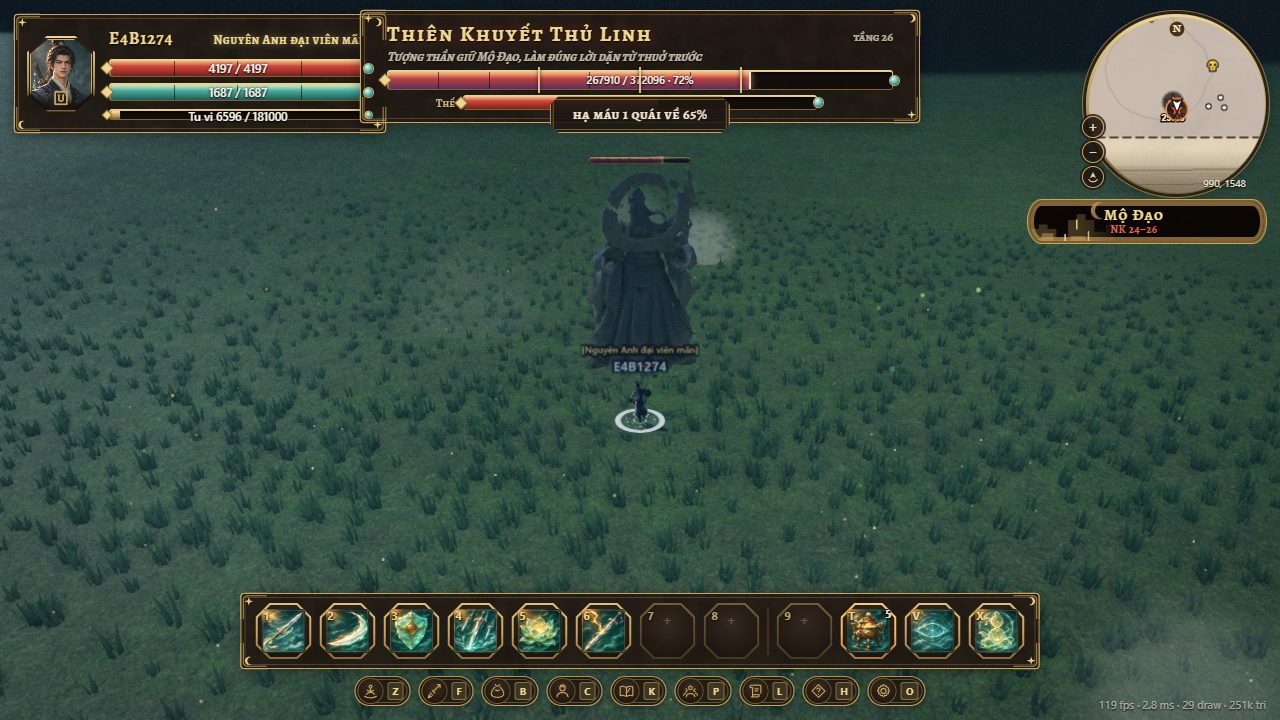 E4B1274
Nguyên Anh đại viên mã
4197 / 4197
1687 / 1687
Tu vi 6596 / 181000
U
Thiên Khuyết Thủ Linh
Tầng 26
Tượng thần giữ Mộ Đạo, làm đúng lời dặn từ thuở trước
267910 / 372096 · 72%
Thế
Hạ máu 1 quái về 65%
N
+
−
990, 1548
Mộ Đạo
NK 24–26
[Nguyên Anh đại viên mãn]
E4B1274
1 2 3 4 5 6 7 8 9 T 5 V X
Z F B C K P L H O
119 fps · 2.8 ms · 29 draw · 251k tri